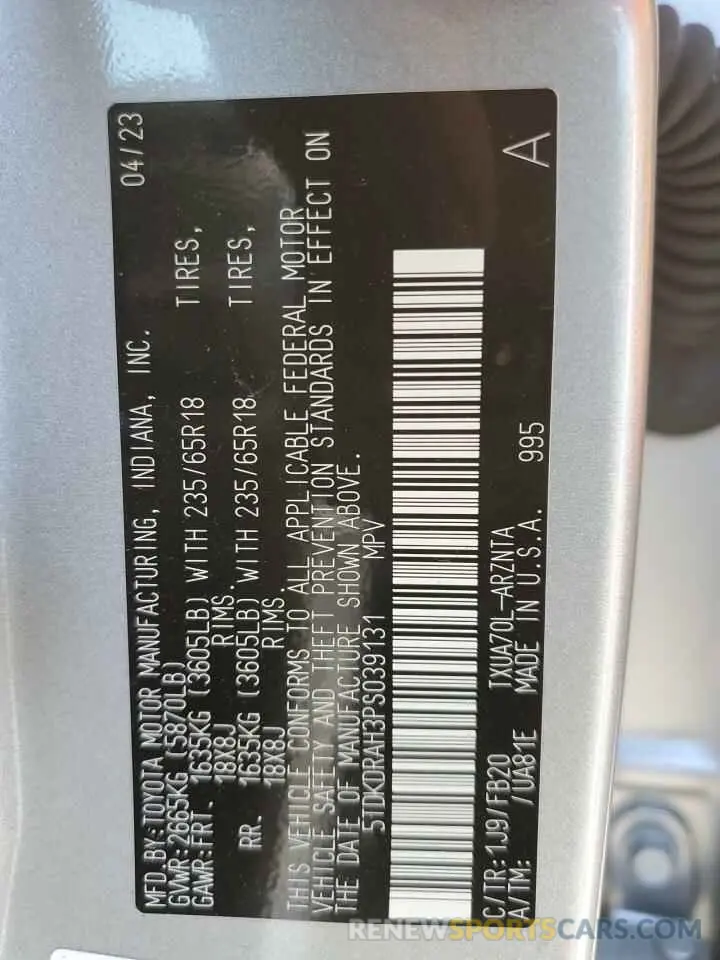 MFD.BY:TOYOTA MOTOR MANUFACTURING, INDIANA, INC. 04/23
GVWR:2665KG (5870LB)
GAWR:FRT. 1635KG (3605LB) WITH 235/65R18 TIRES,
18X8J RIMS.
RR. 1635KG (3605LB) WITH 235/65R18 TIRES,
18X8J RIMS.
THIS VEHICLE CONFORMS TO ALL APPLICABLE FEDERAL MOTOR
VEHICLE SAFETY AND THEFT PREVENTION STANDARDS IN EFFECT ON
THE DATE OF MANUFACTURE SHOWN ABOVE.
5TDKDRAH3PS039131 MPV
C/TR:1J9/FB20 TXUA70L-ARZNTA
A/TM: /UA81E MADE IN U.S.A. 995 A
RENEWSPORTSCARS.COM